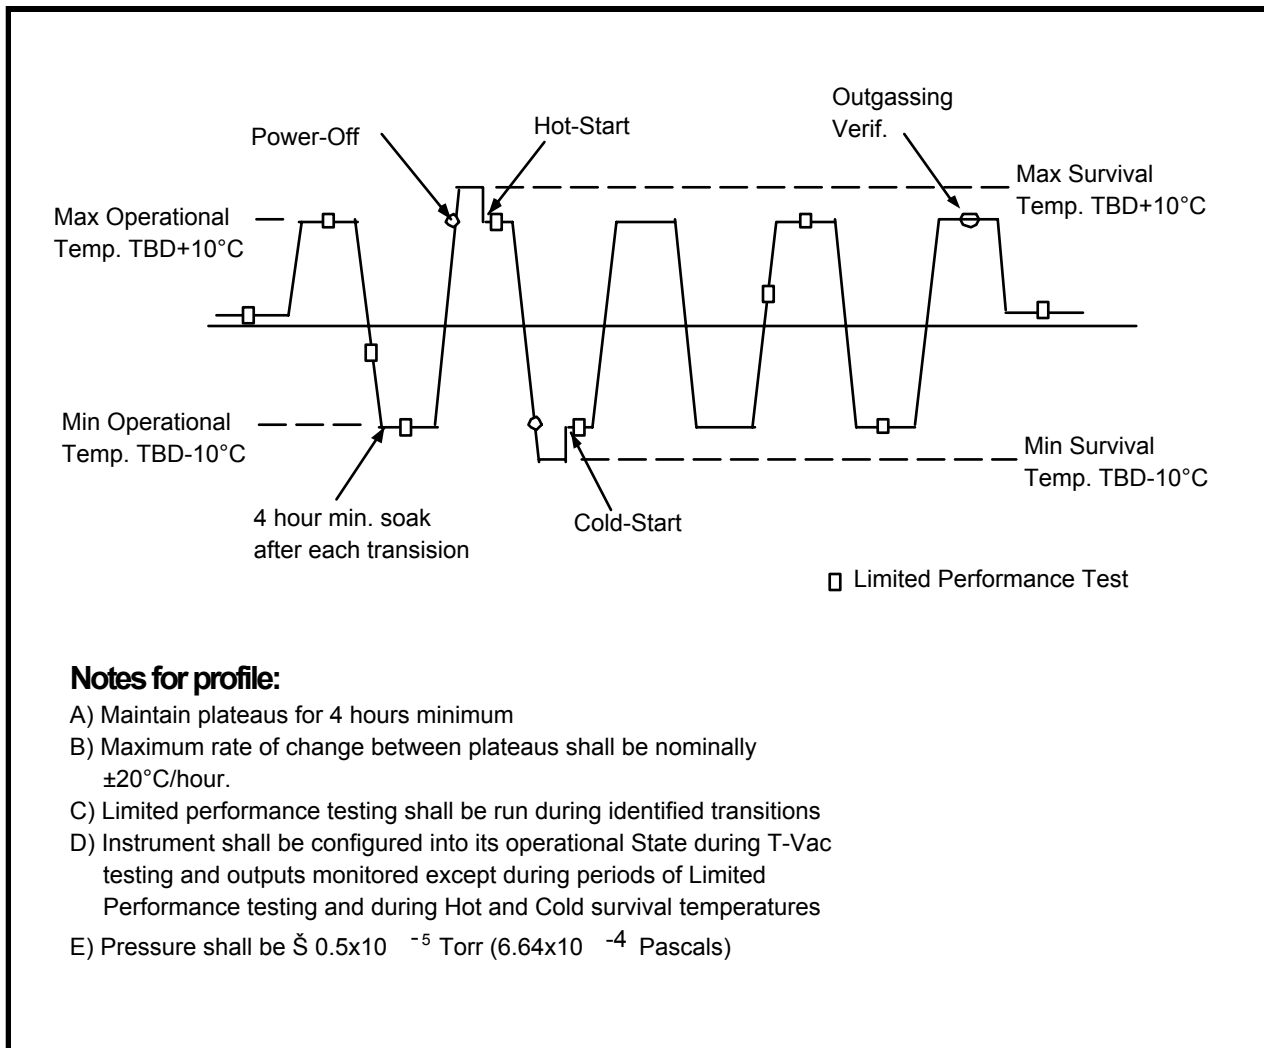 Power-Off
Hot-Start
Outgassing
Verif.
Max Operational
Temp. TBD+10°C
Max Survival
Temp. TBD+10°C
Min Operational
Temp. TBD-10°C
Min Survival
Temp. TBD-10°C
4 hour min. soak
after each transision
Cold-Start
Limited Performance Test
Notes for profile:
A) Maintain plateaus for 4 hours minimum
B) Maximum rate of change between plateaus shall be nominally
±20°C/hour.
C) Limited performance testing shall be run during identified transitions
D) Instrument shall be configured into its operational State during T-Vac
testing and outputs monitored except during periods of Limited
Performance testing and during Hot and Cold survival temperatures
E) Pressure shall be Š 0.5x10 -5 Torr (6.64x10 -4 Pascals)